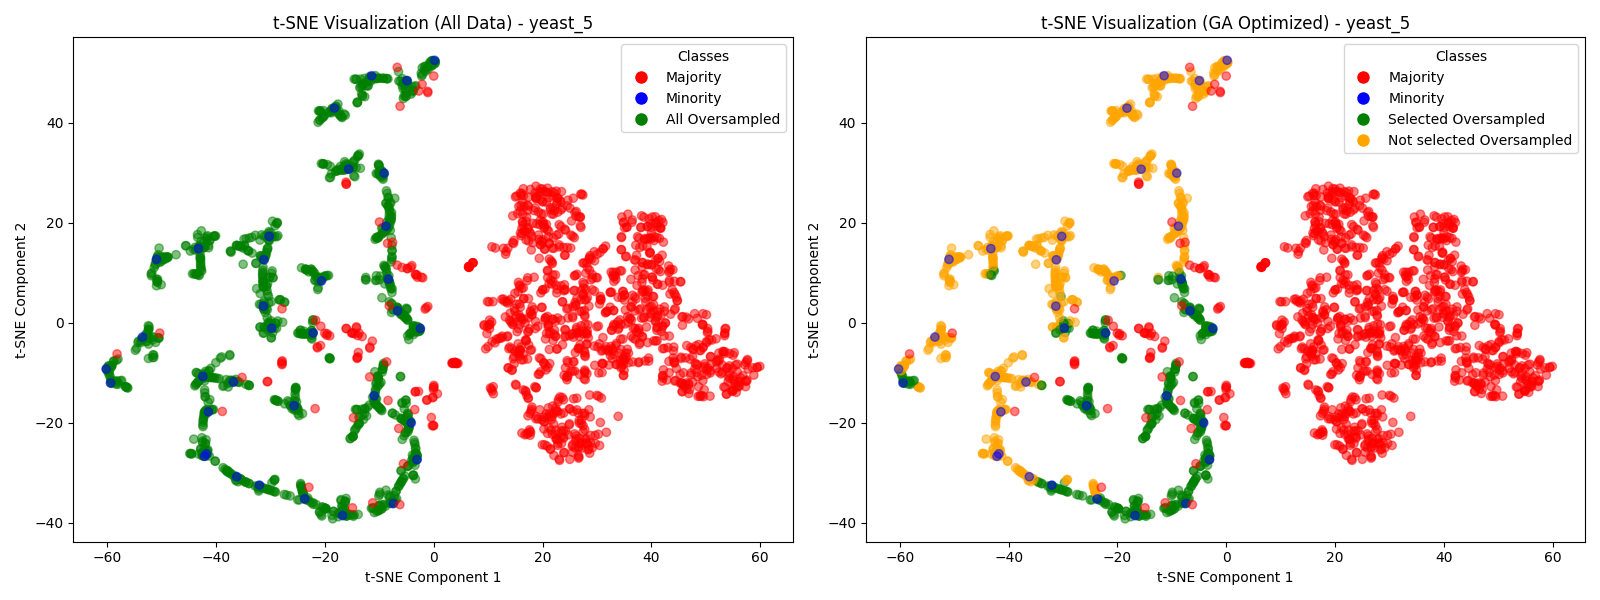 t-SNE Visualization (All Data) - yeast_5
Classes
Majority
Minority
All Oversampled
t-SNE Component 2
40
20
0
−20
−40
−60
−40
−20
0
20
40
60
t-SNE Component 1
t-SNE Visualization (GA Optimized) - yeast_5
Classes
Majority
Minority
Selected Oversampled
Not selected Oversampled
t-SNE Component 2
40
20
0
−20
−40
−60
−40
−20
0
20
40
60
t-SNE Component 1